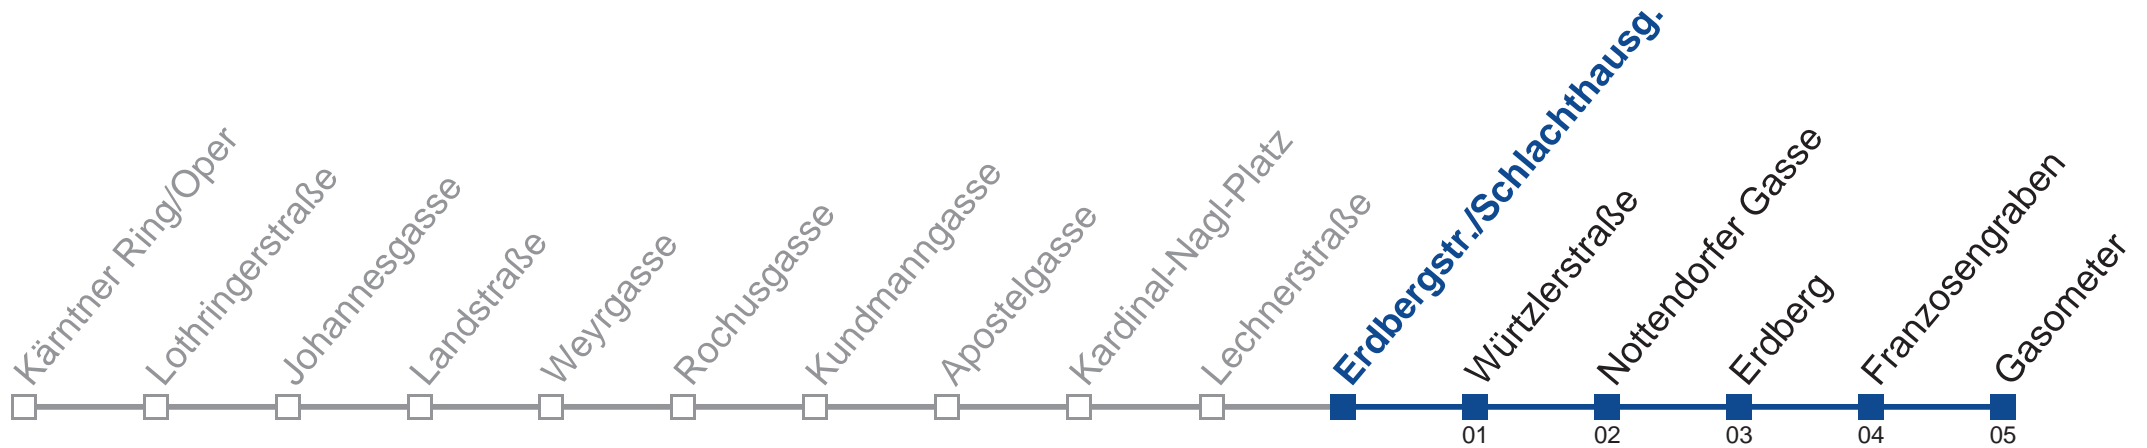 Kärntner Ring/Oper
Lothringerstraße
Johannesgasse
Landstraße
Weyrgasse
Rochusgasse
Kundmanngasse
Apostelgasse
Kardinal-Nagl-Platz
Lechnerstraße
Erdbergstr./Schlachthausg.
Würtzlerstraße
Nottendorfer Gasse
Erdberg
Franzosengraben
Gasometer
01 02 03 04 05